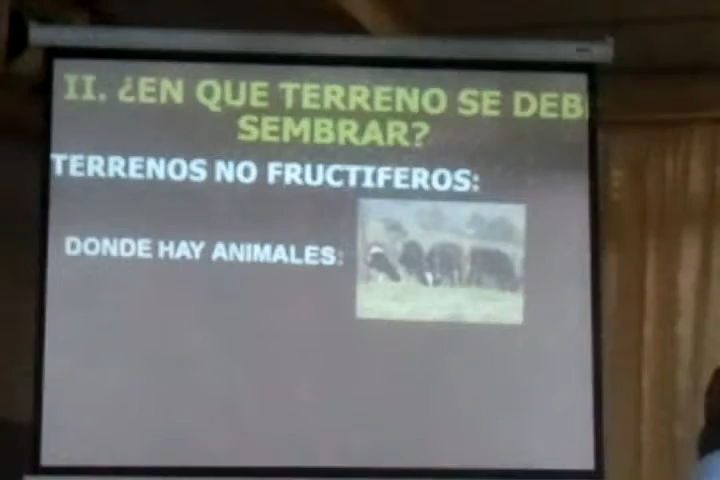 II. ¿EN QUE TERRENO SE DEB
SEMBRAR?
TERRENOS NO FRUCTIFEROS:
DONDE HAY ANIMALES: